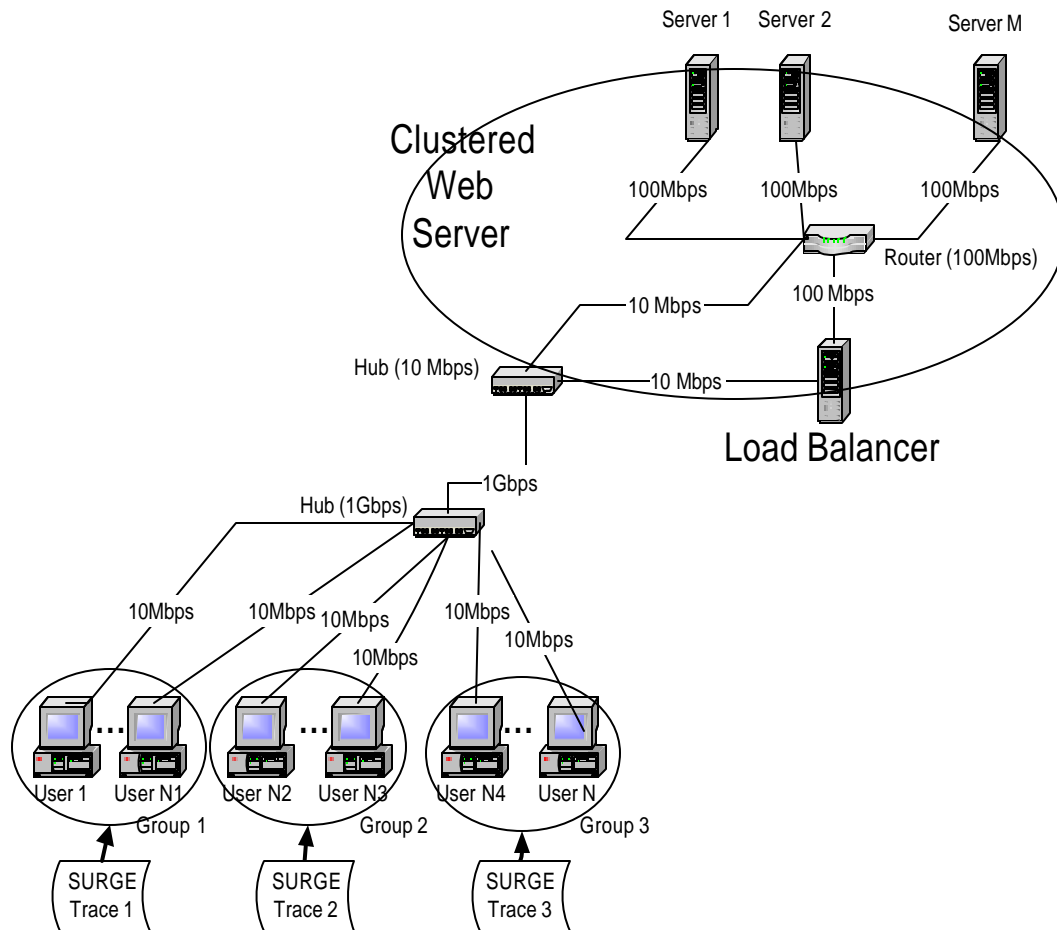 Server 1
Server 2
Server M
Clustered
Web
Server
100Mbps
100Mbps
100Mbps
Router (100Mbps)
10 Mbps
100 Mbps
Hub (10 Mbps)
10 Mbps
Load Balancer
1Gbps
Hub (1Gbps)
10Mbps
10Mbps
10Mbps
10Mbps
10Mbps
10Mbps
...
...
...
User 1
User N1
User N2
User N3
User N4
User N
Group 1
Group 2
Group 3
SURGE
Trace 1
SURGE
Trace 2
SURGE
Trace 3